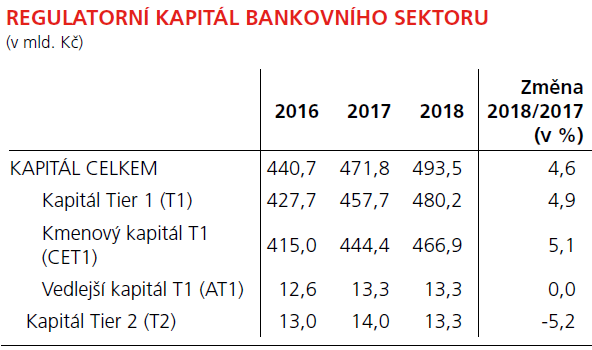 REGULATORNÍ KAPITÁL BANKOVNÍHO SEKTORU
(v mld. Kč)
2016 2017 2018 Změna 2018/2017 (v %)
KAPITÁL CELKEM 440,7 471,8 493,5 4,6
Kapitál Tier 1 (T1) 427,7 457,7 480,2 4,9
Kmenový kapitál T1 (CET1) 415,0 444,4 466,9 5,1
Vedlejší kapitál T1 (AT1) 12,6 13,3 13,3 0,0
Kapitál Tier 2 (T2) 13,0 14,0 13,3 -5,2